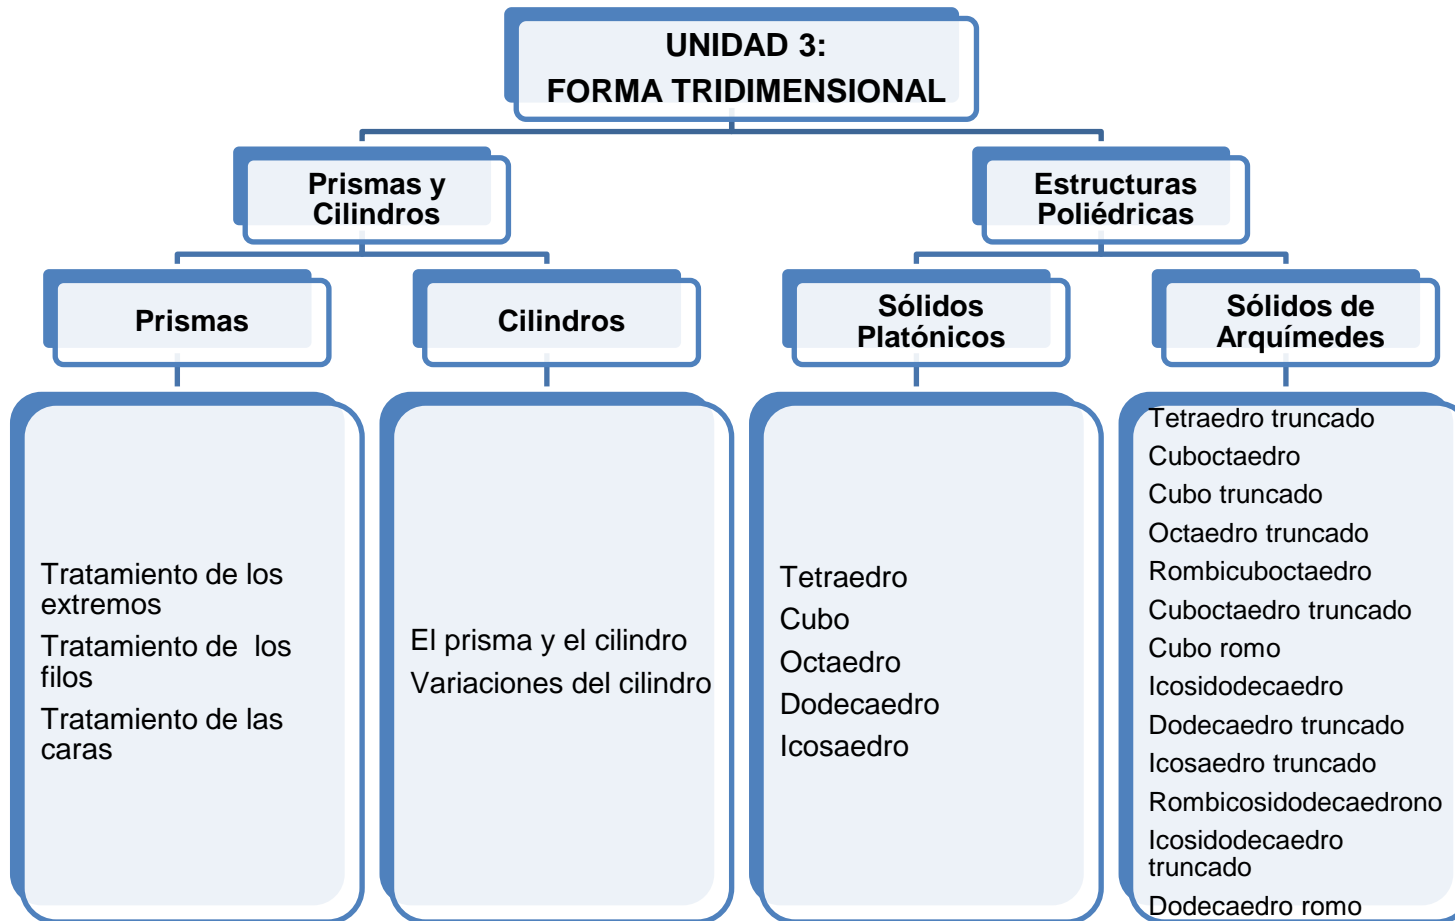 UNIDAD 3:
FORMA TRIDIMENSIONAL
Prismas y
Cilindros
Estructuras
Poliédricas
Prismas
Cilindros
Sólidos
Platónicos
Sólidos de
Arquímedes
Tratamiento de los
extremos
Tratamiento de  los
filos
Tratamiento de las
caras
El prisma y el cilindro
Variaciones del cilindro
Tetraedro
Cubo
Octaedro
Dodecaedro
Icosaedro
Tetraedro truncado
Cuboctaedro
Cubo truncado
Octaedro truncado
Rombicuboctaedro
Cuboctaedro truncado
Cubo romo
Icosidodecaedro
Dodecaedro truncado
Icosaedro truncado
Rombicosidodecaedrono
Icosidodecaedro
truncado
Dodecaedro romo